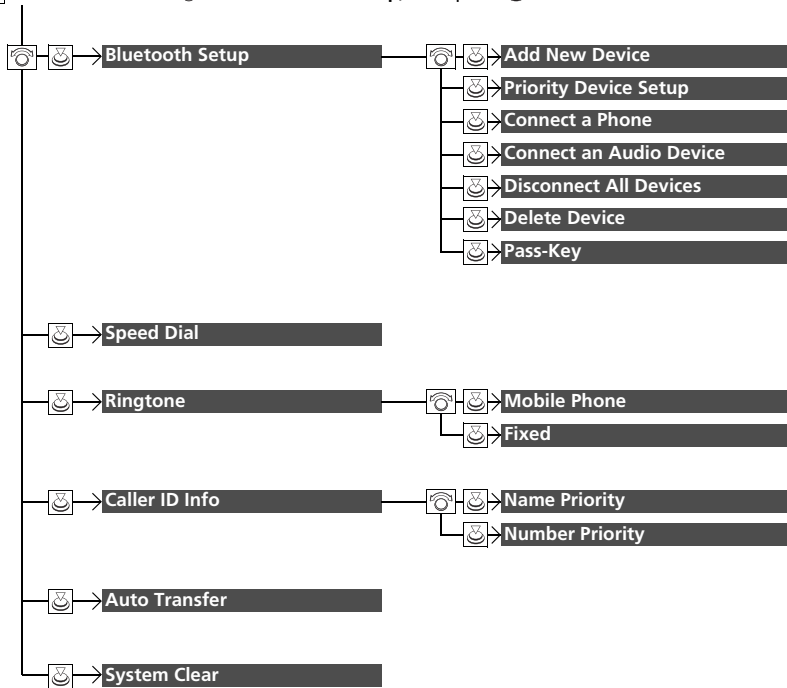 Bluetooth Setup
Add New Device
Priority Device Setup
Connect a Phone
Connect an Audio Device
Disconnect All Devices
Delete Device
Pass-Key
Speed Dial
Ringtone
Mobile Phone
Fixed
Caller ID Info
Name Priority
Number Priority
Auto Transfer
System Clear